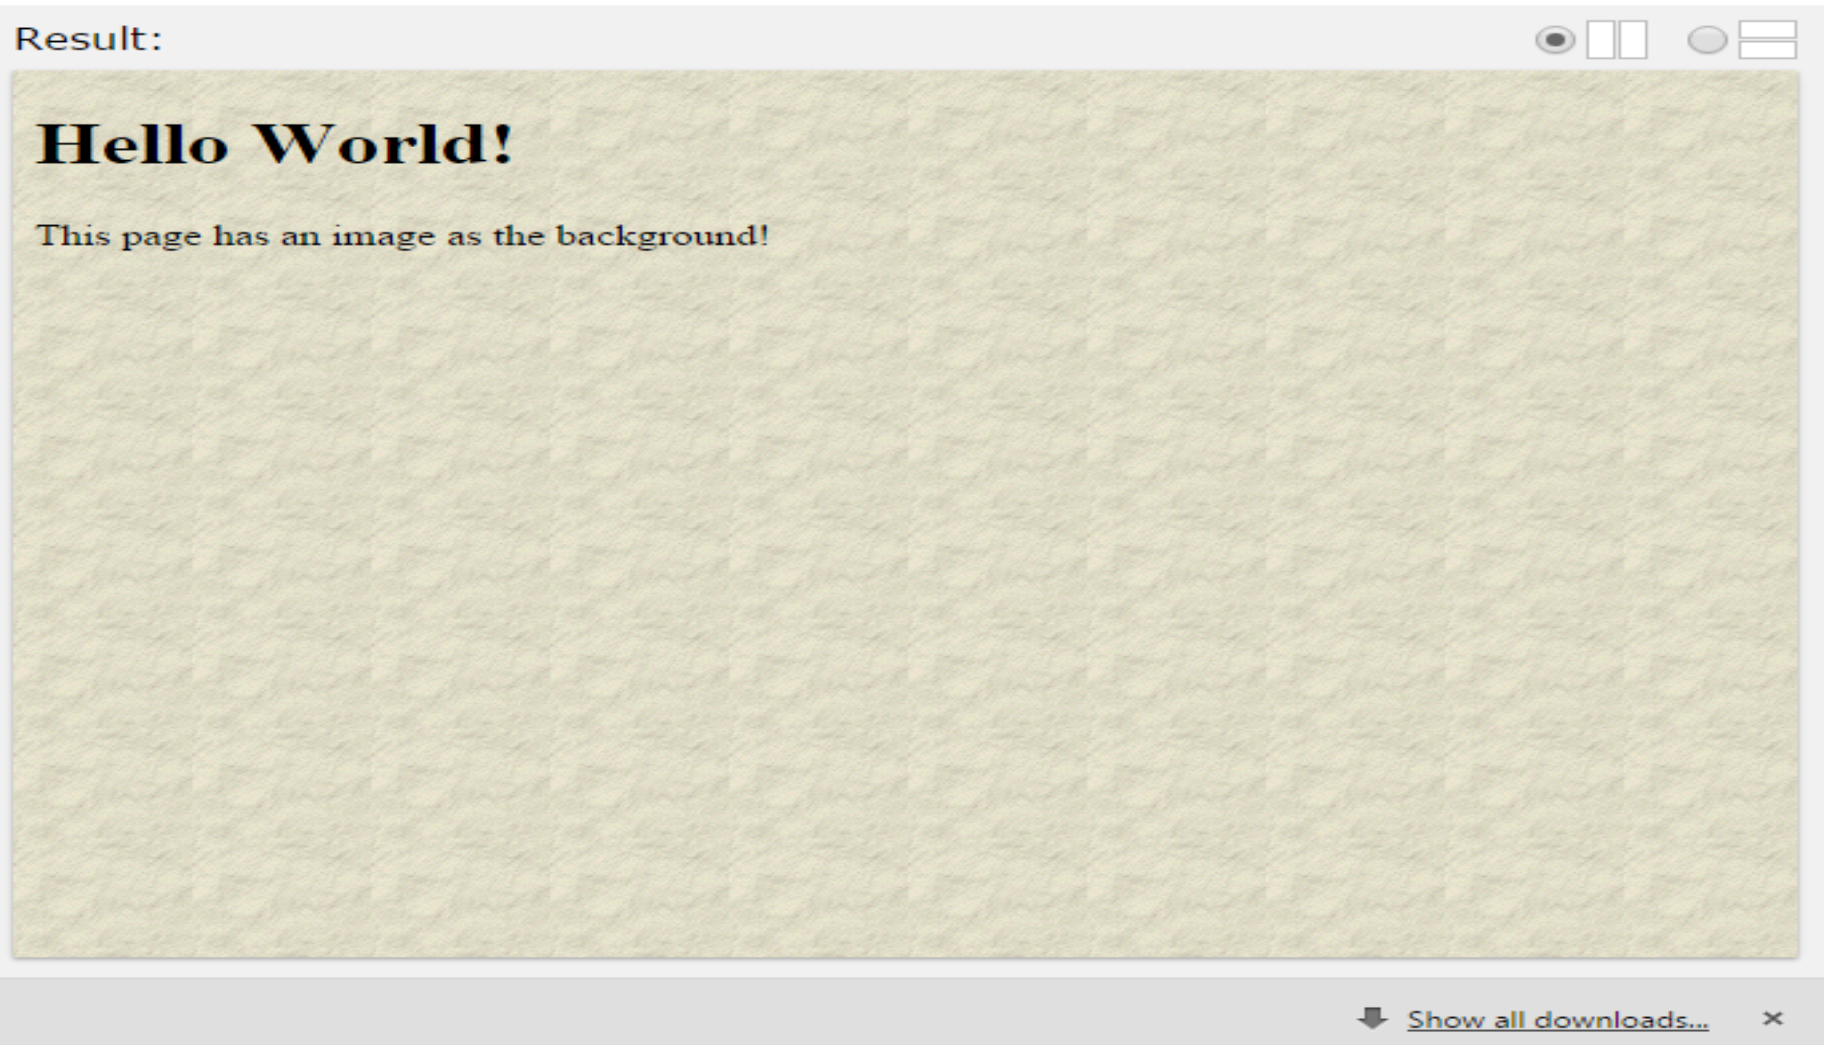 Result:
Hello World!
This page has an image as the background!
Show all downloads...